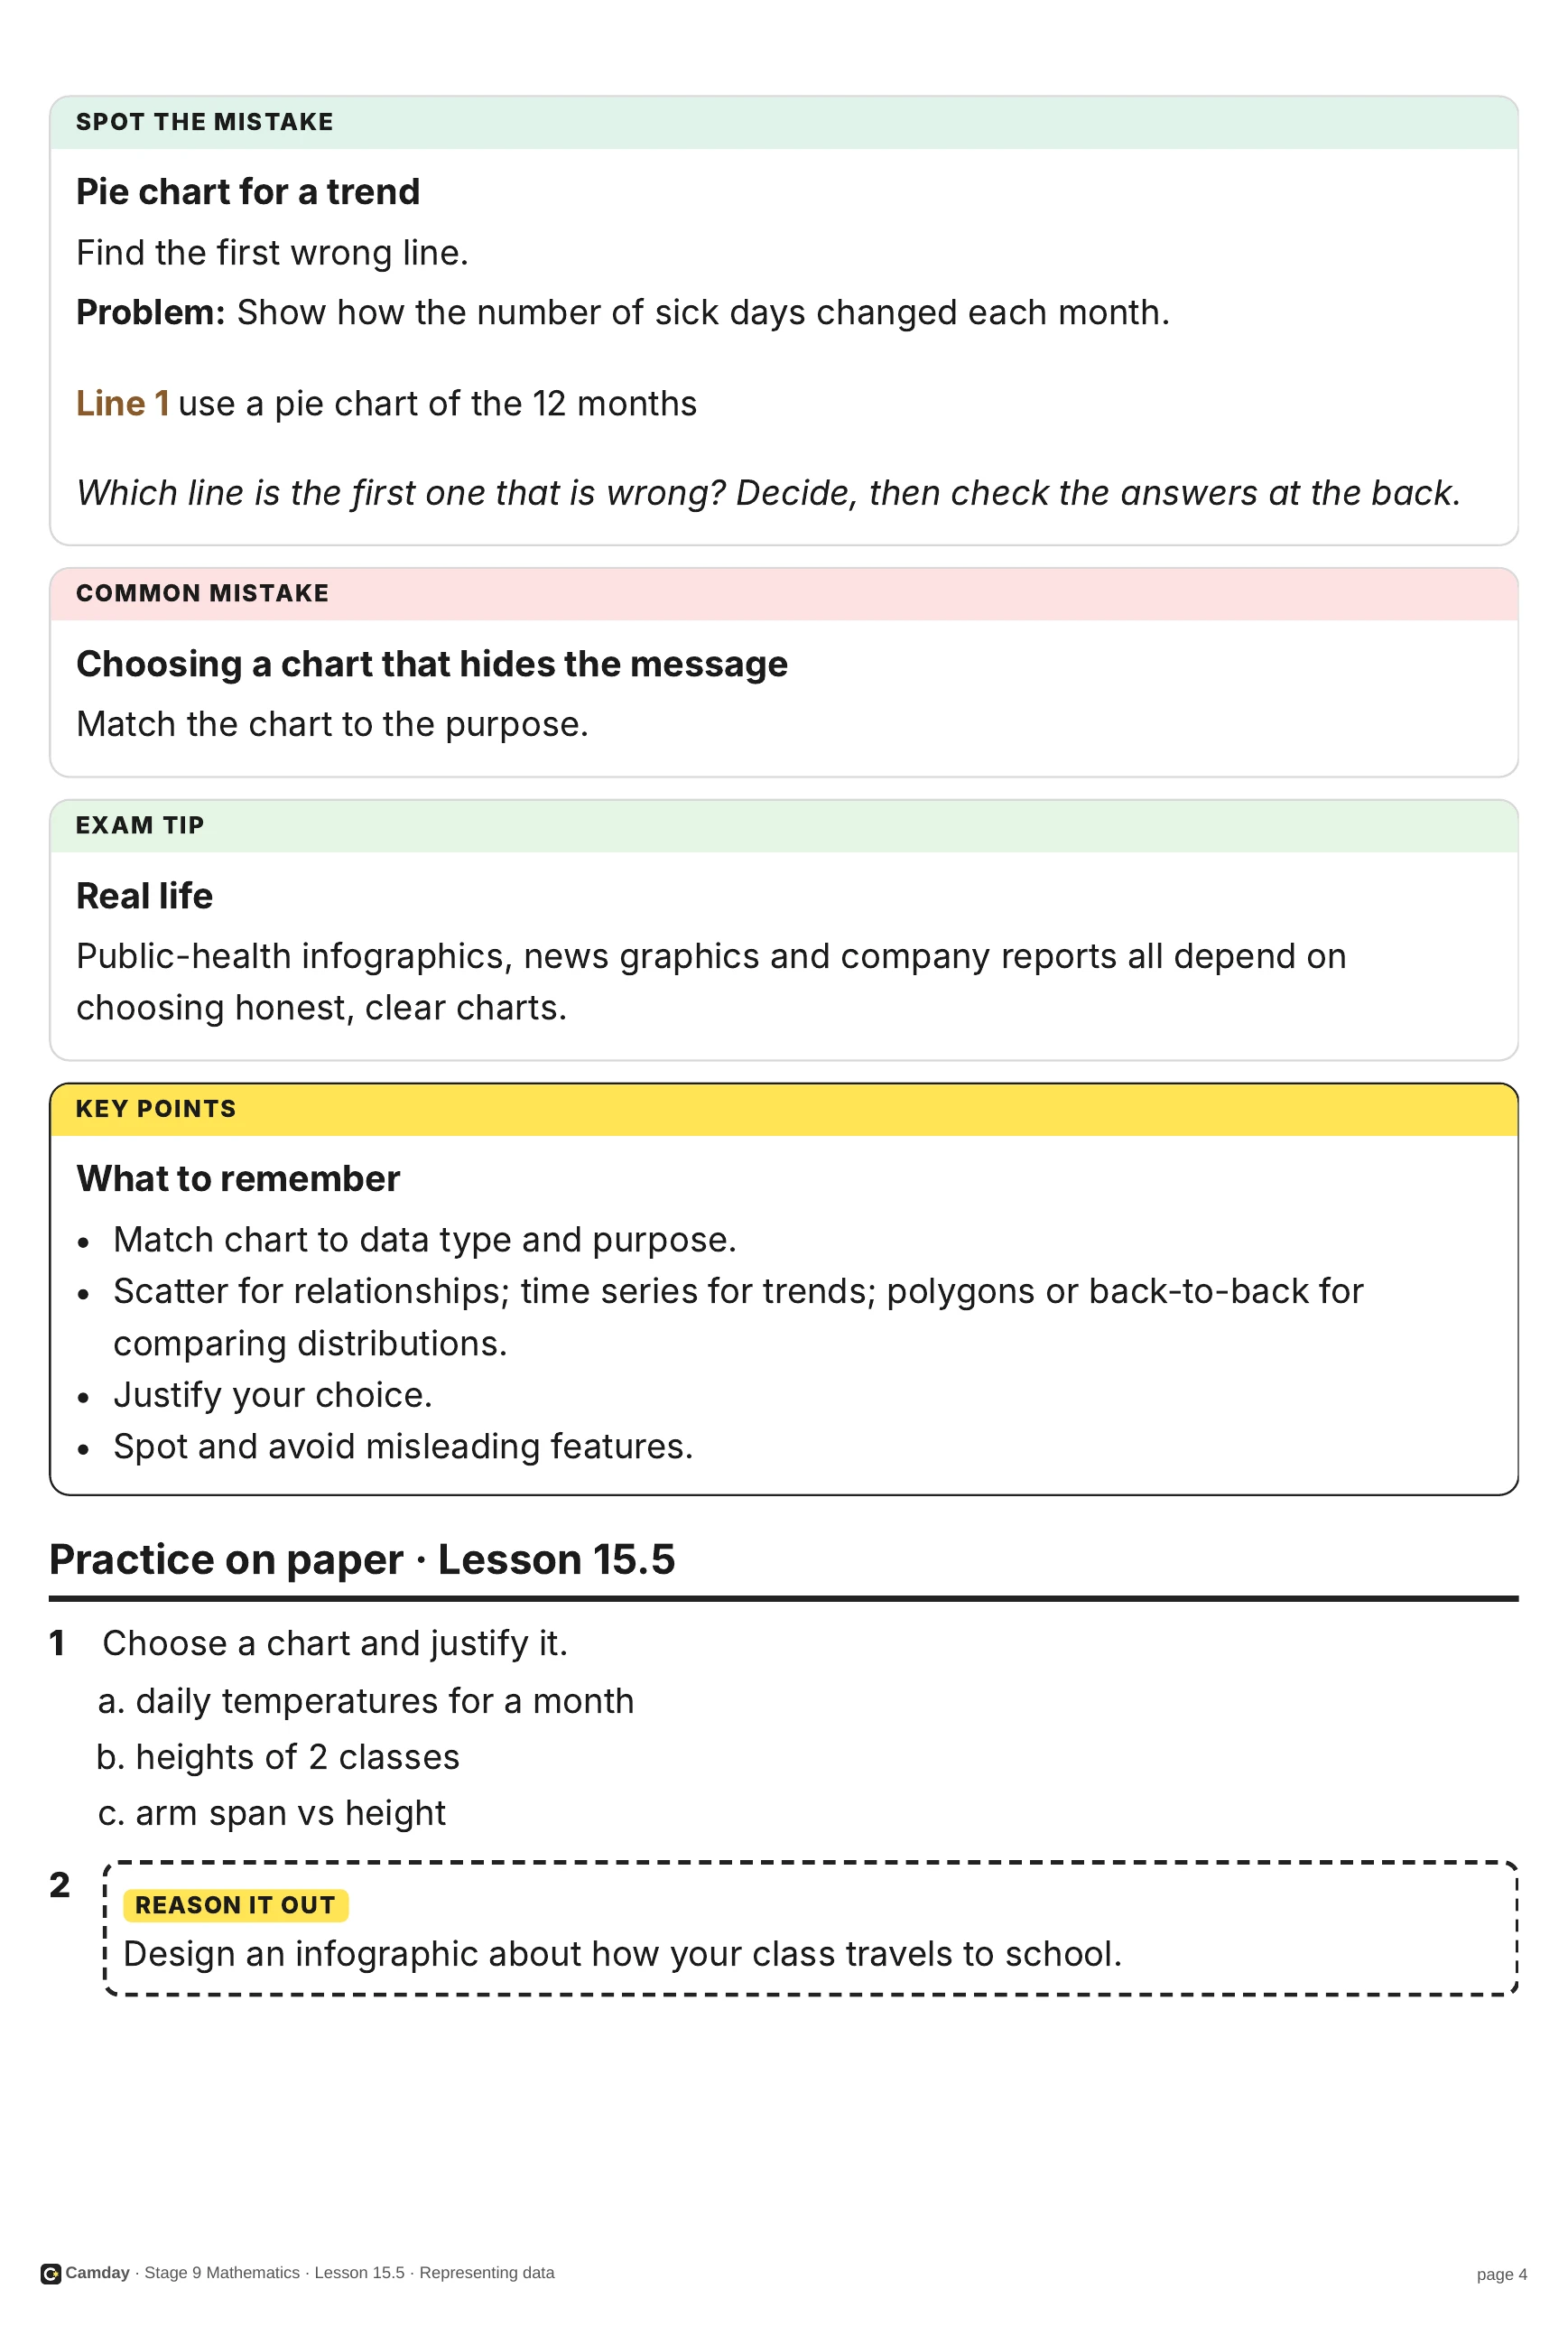 SPOT THE MISTAKE
Pie chart for a trend
Find the first wrong line.
Problem: Show how the number of sick days changed each month.
Line 1 use a pie chart of the 12 months
Which line is the first one that is wrong? Decide, then check the answers at the back.
COMMON MISTAKE
Choosing a chart that hides the message
Match the chart to the purpose.
EXAM TIP
Real life
Public-health infographics, news graphics and company reports all depend on
choosing honest, clear charts.
KEY POINTS
What to remember
• Match chart to data type and purpose.
• Scatter for relationships; time series for trends; polygons or back-to-back for
comparing distributions.
• Justify your choice.
• Spot and avoid misleading features.
Practice on paper · Lesson 15.5
1 Choose a chart and justify it.
a. daily temperatures for a month
b. heights of 2 classes
c. arm span vs height
2 REASON IT OUT
Design an infographic about how your class travels to school.
Camday · Stage 9 Mathematics · Lesson 15.5 · Representing data page 4